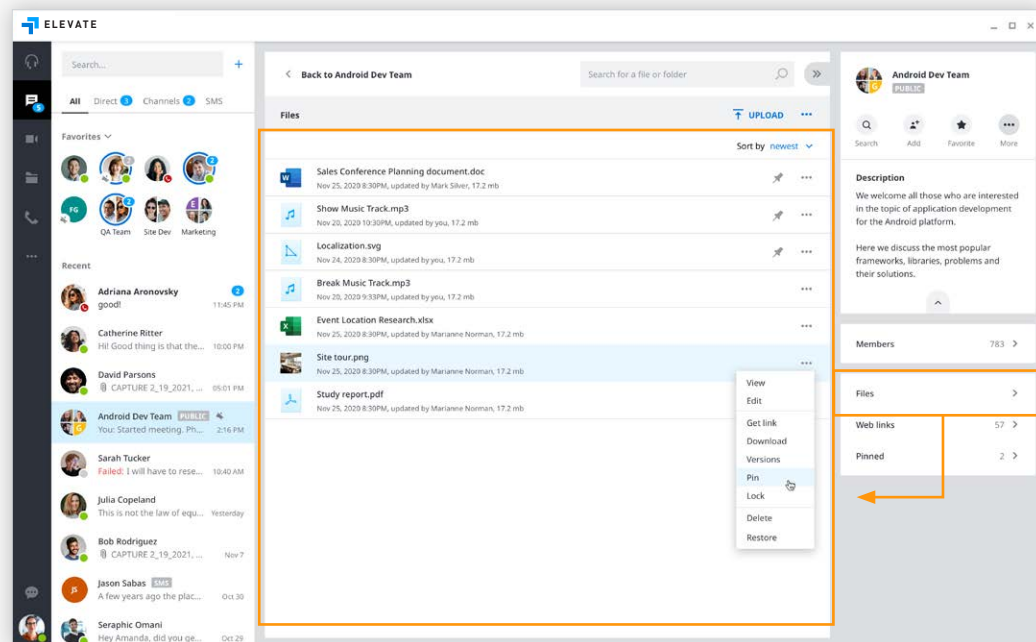 ELEVATE
Search...
+
5
All Direct 3 Channels 2 SMS
Favorites
2
2
FG
2
QA Team Site Dev Marketing
E
G
Recent
Adriana Aronovsky 2
good! 11:45 PM
Catherine Ritter
Hi! Good thing is that the... 10:00 PM
David Parsons
CAPTURE 2_19_2021, ... 05:01 PM
G
Android Dev Team PUBLIC
You: Started meeting. Ph... 2:16 PM
Sarah Tucker
Failed: I will have to rese... 10:40 AM
Julia Copeland
This is not the law of equ... Yesterday
Bob Rodriguez
CAPTURE 2_19_2021, ... Nov 7
JS
Jason Sabas SMS
A few years ago the plac... Oct 30
Seraphic Omani
Hey Amanda, did you ge... Oct 29
Back to Android Dev Team
Search for a file or folder
Files
UPLOAD
Sort by newest
W
Sales Conference Planning document.doc
Nov 25, 2020 8:30PM, updated by Mark Silver, 17.2 mb
Show Music Track.mp3
Nov 20, 2020 10:30PM, updated by you, 17.2 mb
Localization.svg
Nov 24, 2020 8:30PM, updated by you, 17.2 mb
Break Music Track.mp3
Nov 20, 2020 9:33PM, updated by you, 17.2 mb
X
Event Location Research.xlsx
Nov 25, 2020 8:30PM, updated by Marianne Norman, 17.2 mb
Site tour.png
Nov 25, 2020 8:30PM, updated by Marianne Norman, 17.2 mb
Study report.pdf
Nov 25, 2020 8:30PM, updated by Marianne Norman, 17.2 mb
View
Edit
Get link
Download
Versions
Pin
Lock
Delete
Restore
G
Android Dev Team
PUBLIC
Search Add Favorite More
Description
We welcome all those who are interested
in the topic of application development
for the Android platform.
Here we discuss the most popular
frameworks, libraries, problems and
their solutions.
Members 783
Files
Web links 57
Pinned 2